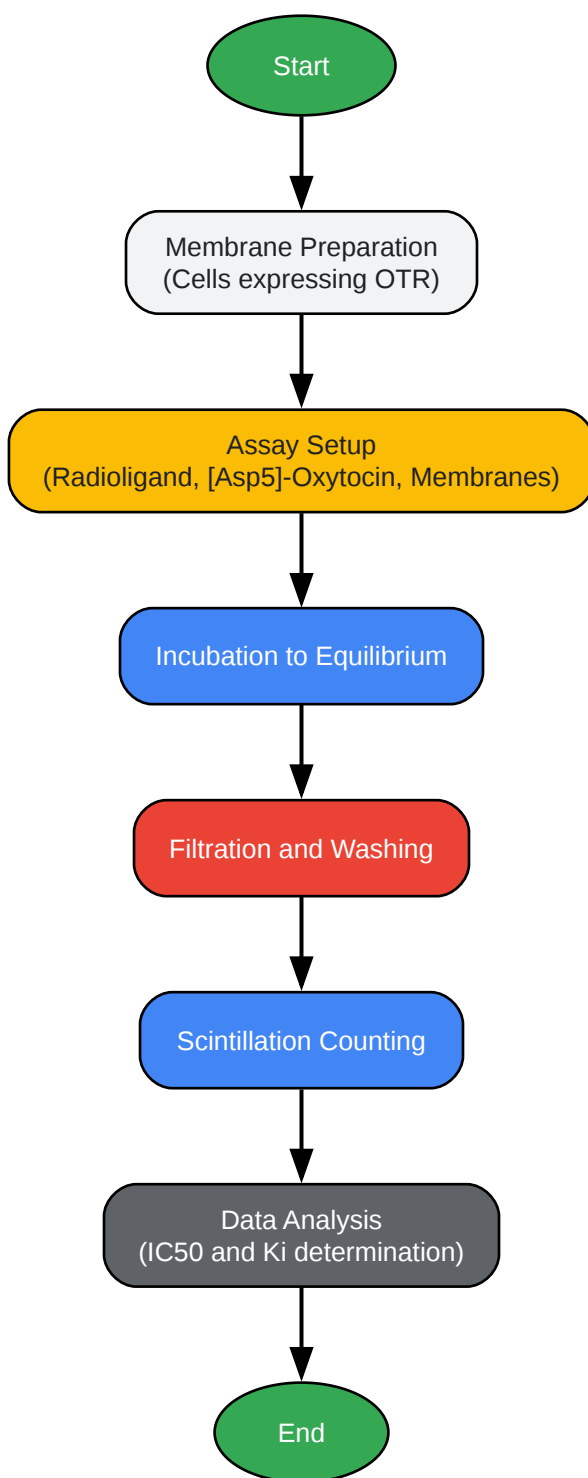 Start
Membrane Preparation
(Cells expressing OTR)
Assay Setup
(Radioligand, [Asp5]-Oxytocin, Membranes)
Incubation to Equilibrium
Filtration and Washing
Scintillation Counting
Data Analysis
(IC50 and Ki determination)
End